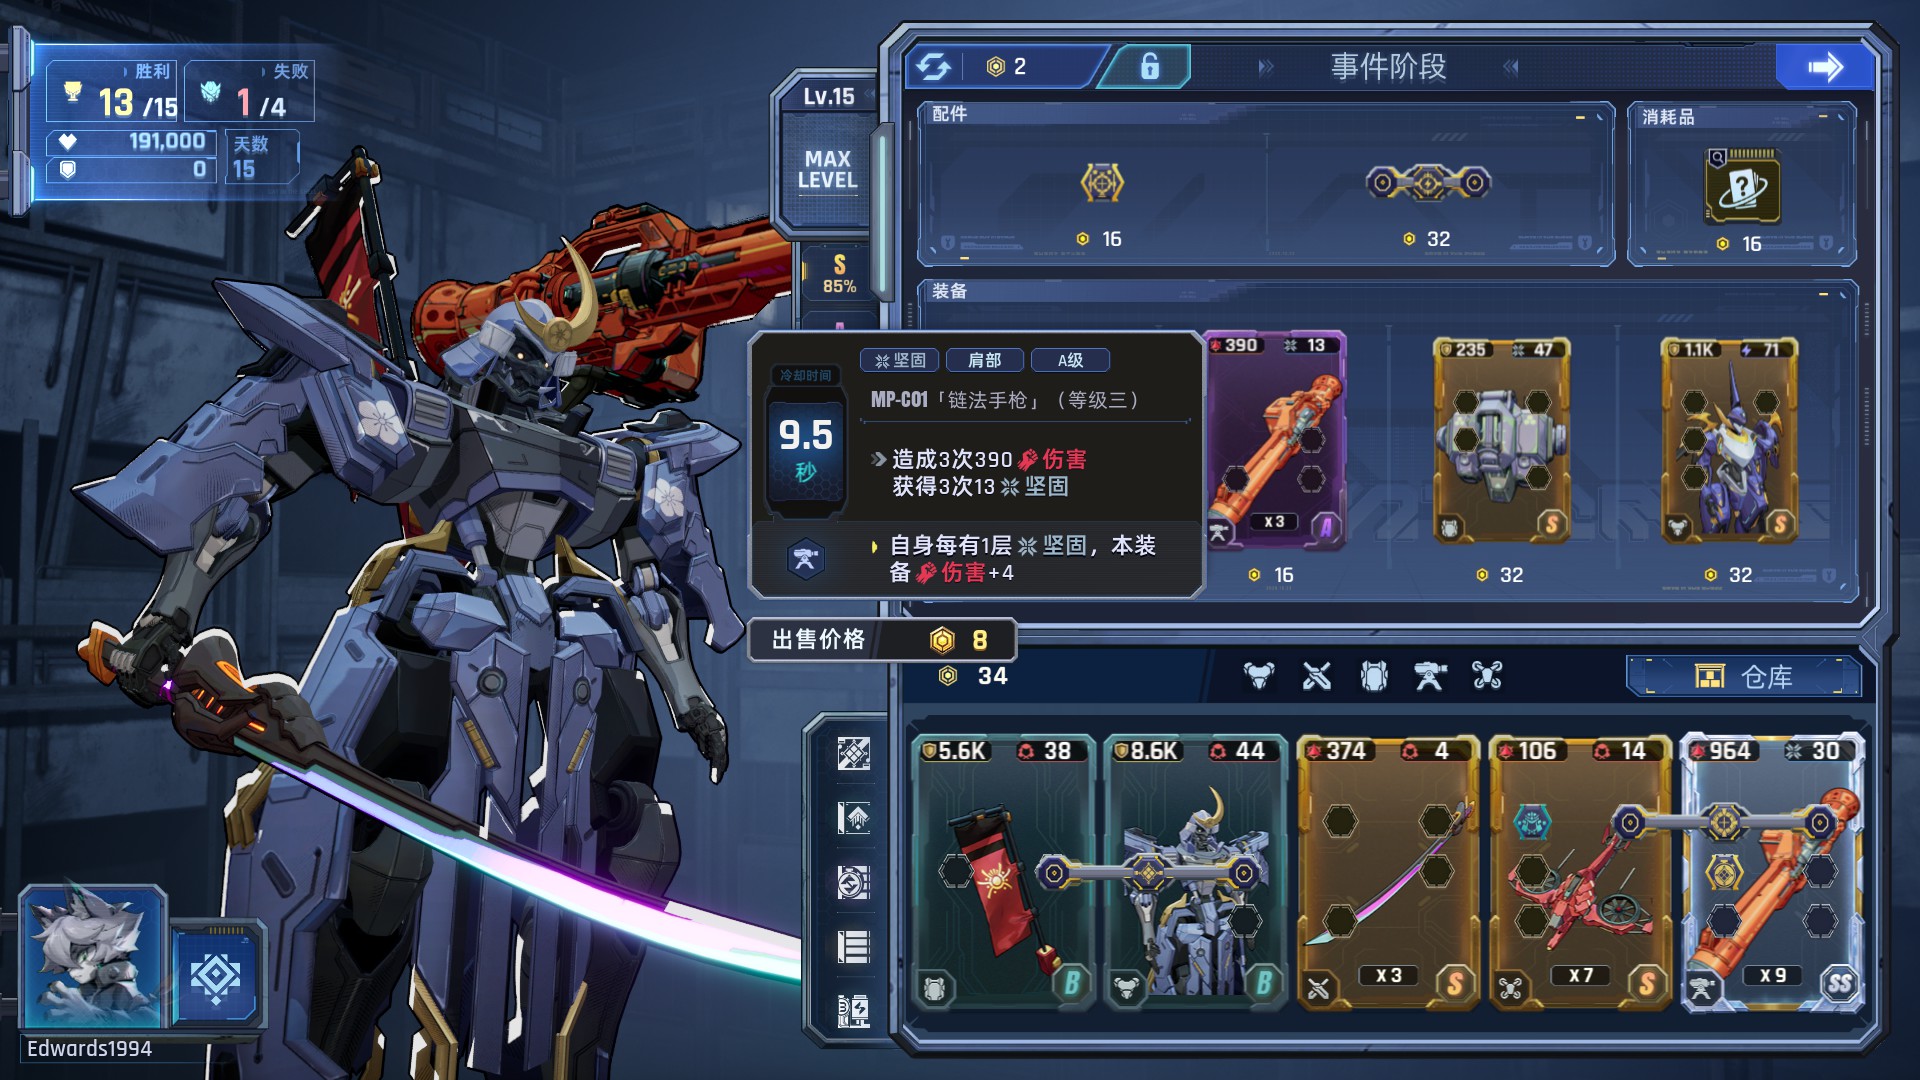 胜利
13 /15
失败
1 /4
191,000
0
天数
15
Lv.15
MAX
LEVEL
S
85%
2
事件阶段
配件
16
32
消耗品
16
装备
冷却时间
9.5
秒
坚固
肩部
A级
MP-C01「链法手枪」（等级三）
造成3次390伤害
获得3次13坚固
自身每有1层坚固，本装
备伤害+4
出售价格
8
390
13
x3
A
16
235
47
S
32
1.1K
71
S
32
34
仓库
5.6K
38
B
8.6K
44
B
374
4
x3
S
106
14
x7
S
964
30
x9
SS
Edwards1994